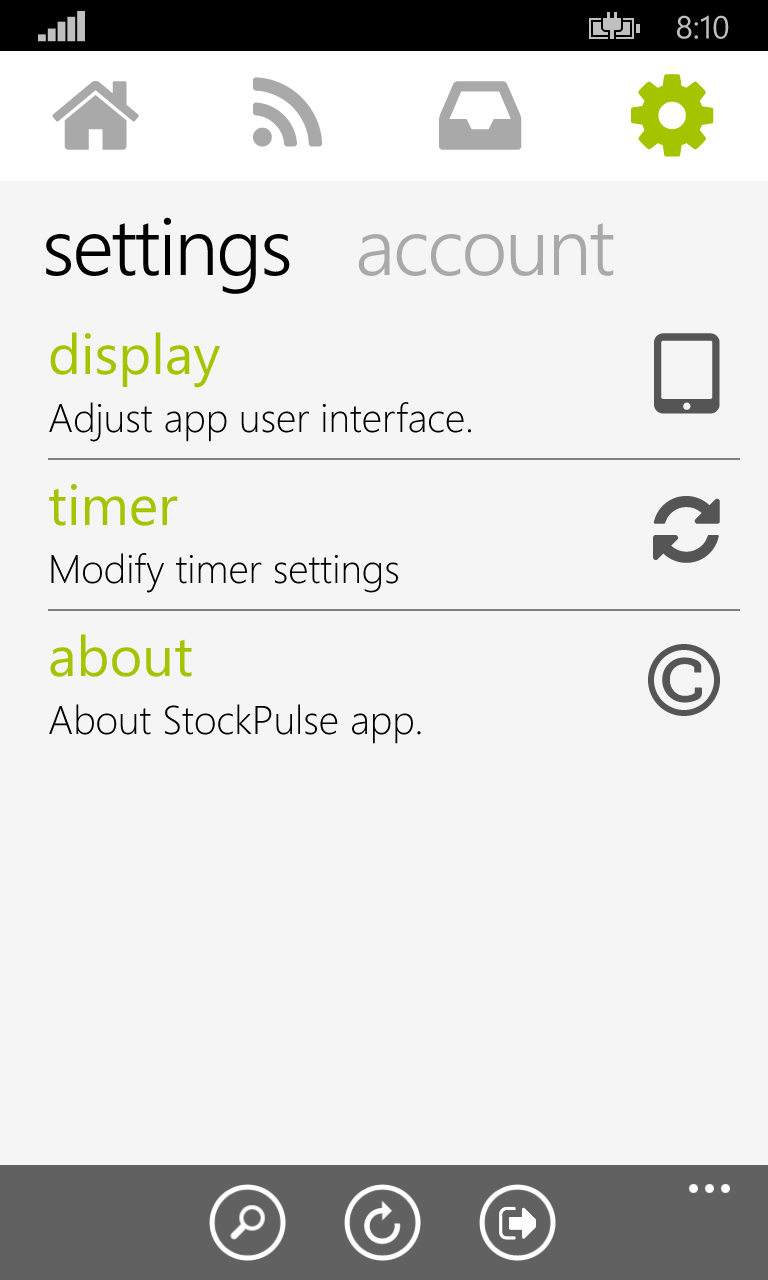 8:10
settings account
display
Adjust app user interface.
timer
Modify timer settings
about
About StockPulse app.